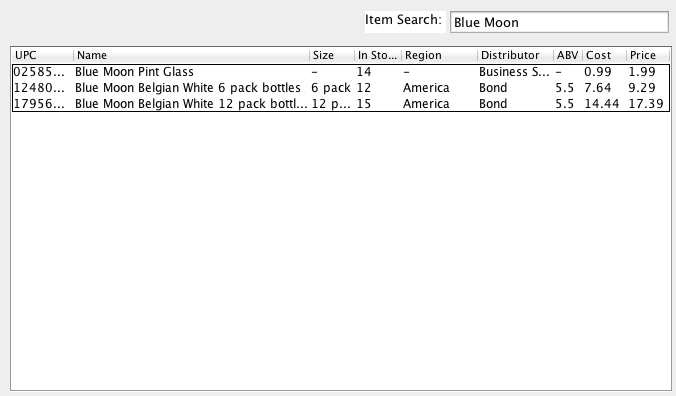 Item Search: Blue Moon
UPC Name Size In Sto... Region Distributor ABV Cost Price
02585... Blue Moon Pint Glass – 14 – Business S... – 0.99 1.99
12480... Blue Moon Belgian White 6 pack bottles 6 pack 12 America Bond 5.5 7.64 9.29
17956... Blue Moon Belgian White 12 pack bottl... 12 p... 15 America Bond 5.5 14.44 17.39